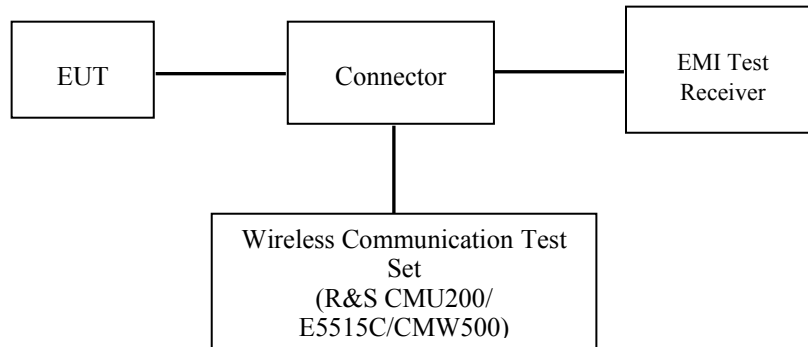 EUT
Connector
EMI Test
Receiver
Wireless Communication Test
Set
(R&S CMU200/
E5515C/CMW500)